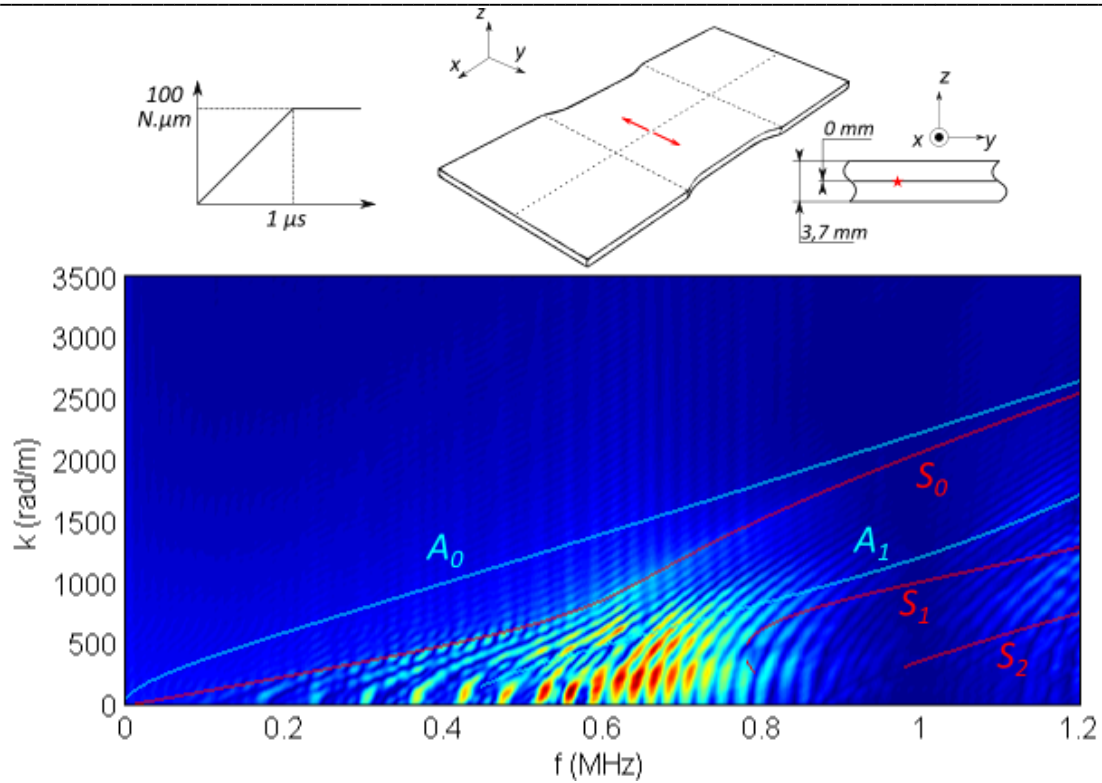 z
x
y
100
N.μm
1 μs
z
x
y
0 mm
3,7 mm
3500
3000
2500
2000
1500
1000
500
0
k (rad/m)
A0
S0
A1
S1
S2
0
0.2
0.4
0.6
0.8
1
1.2
f (MHz)